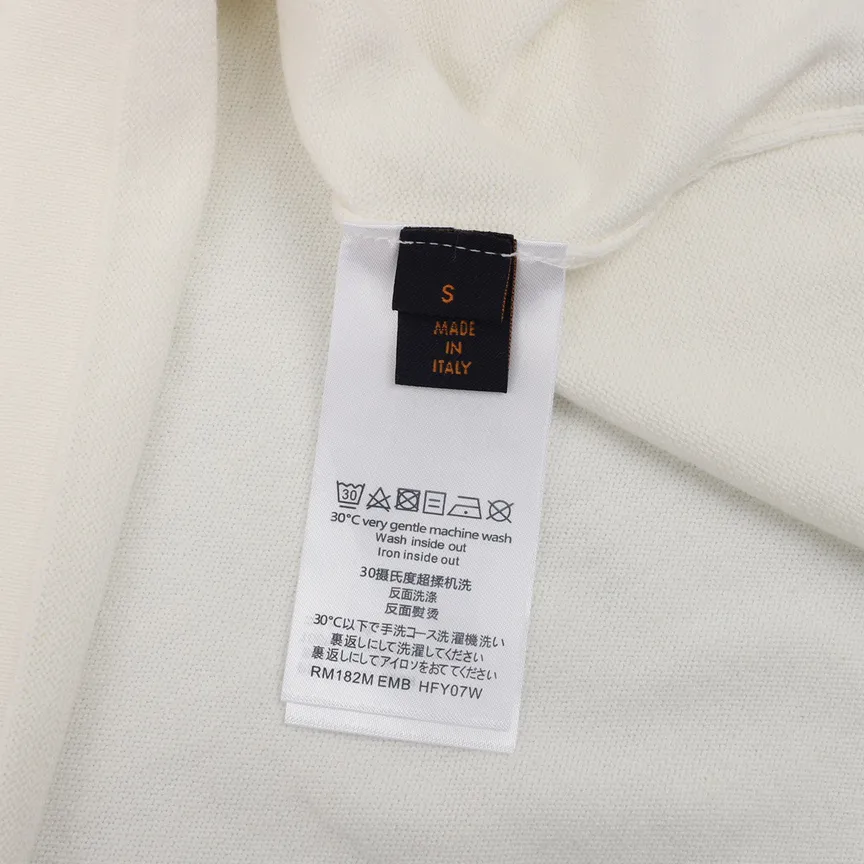 S
MADE
IN
ITALY
30
30°C very gentle machine wash
Wash inside out
Iron inside out
30摄氏度超揉机洗
反面洗涤
反面熨烫
30°C以下で手洗コース洗濯機洗い
裏返しにして洗濯してください
裏返しにしてアイロンをおてください
RM182M EMB HFY07W